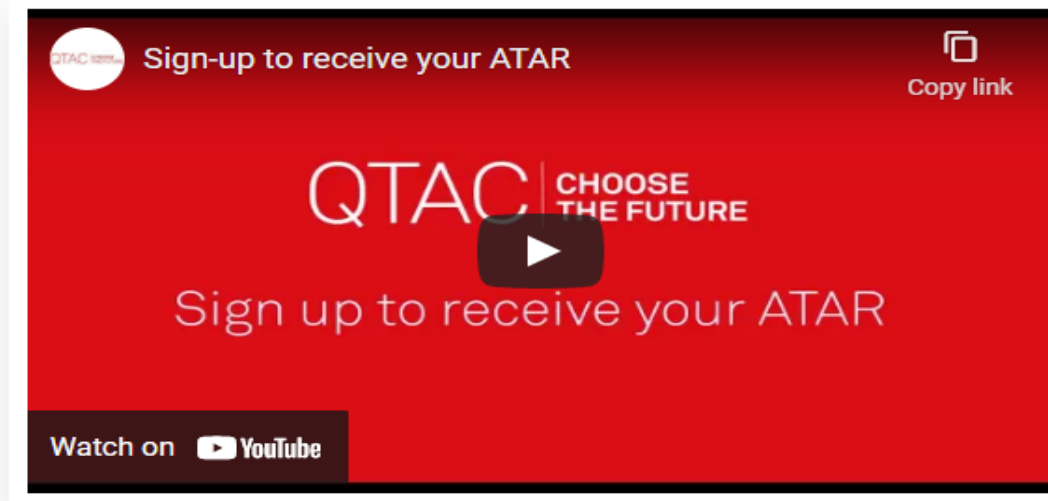 QTAC
Sign-up to receive your ATAR
Copy link
QTAC CHOOSE
THE FUTURE
Sign up to receive your ATAR
Watch on YouTube